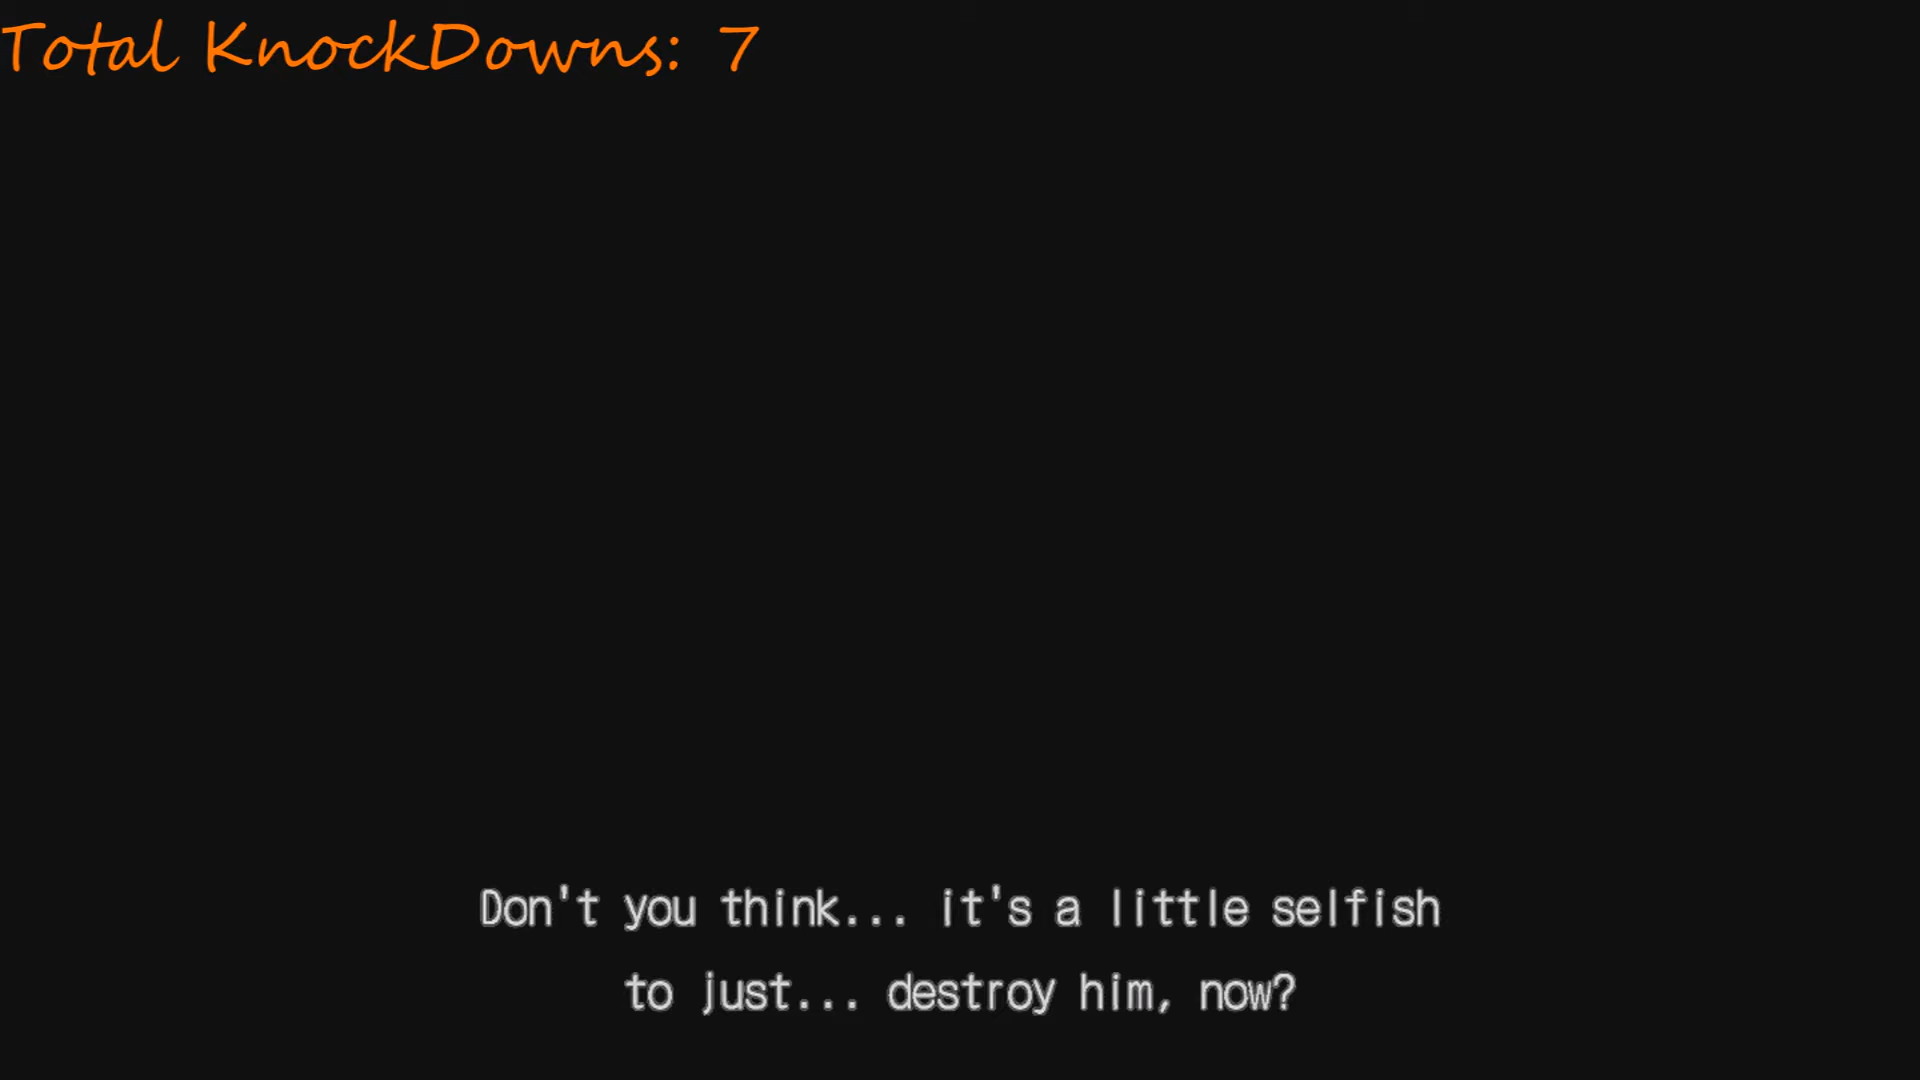 Total KnockDowns: 7
Don't you think... it's a little selfish
to just... destroy him, now?